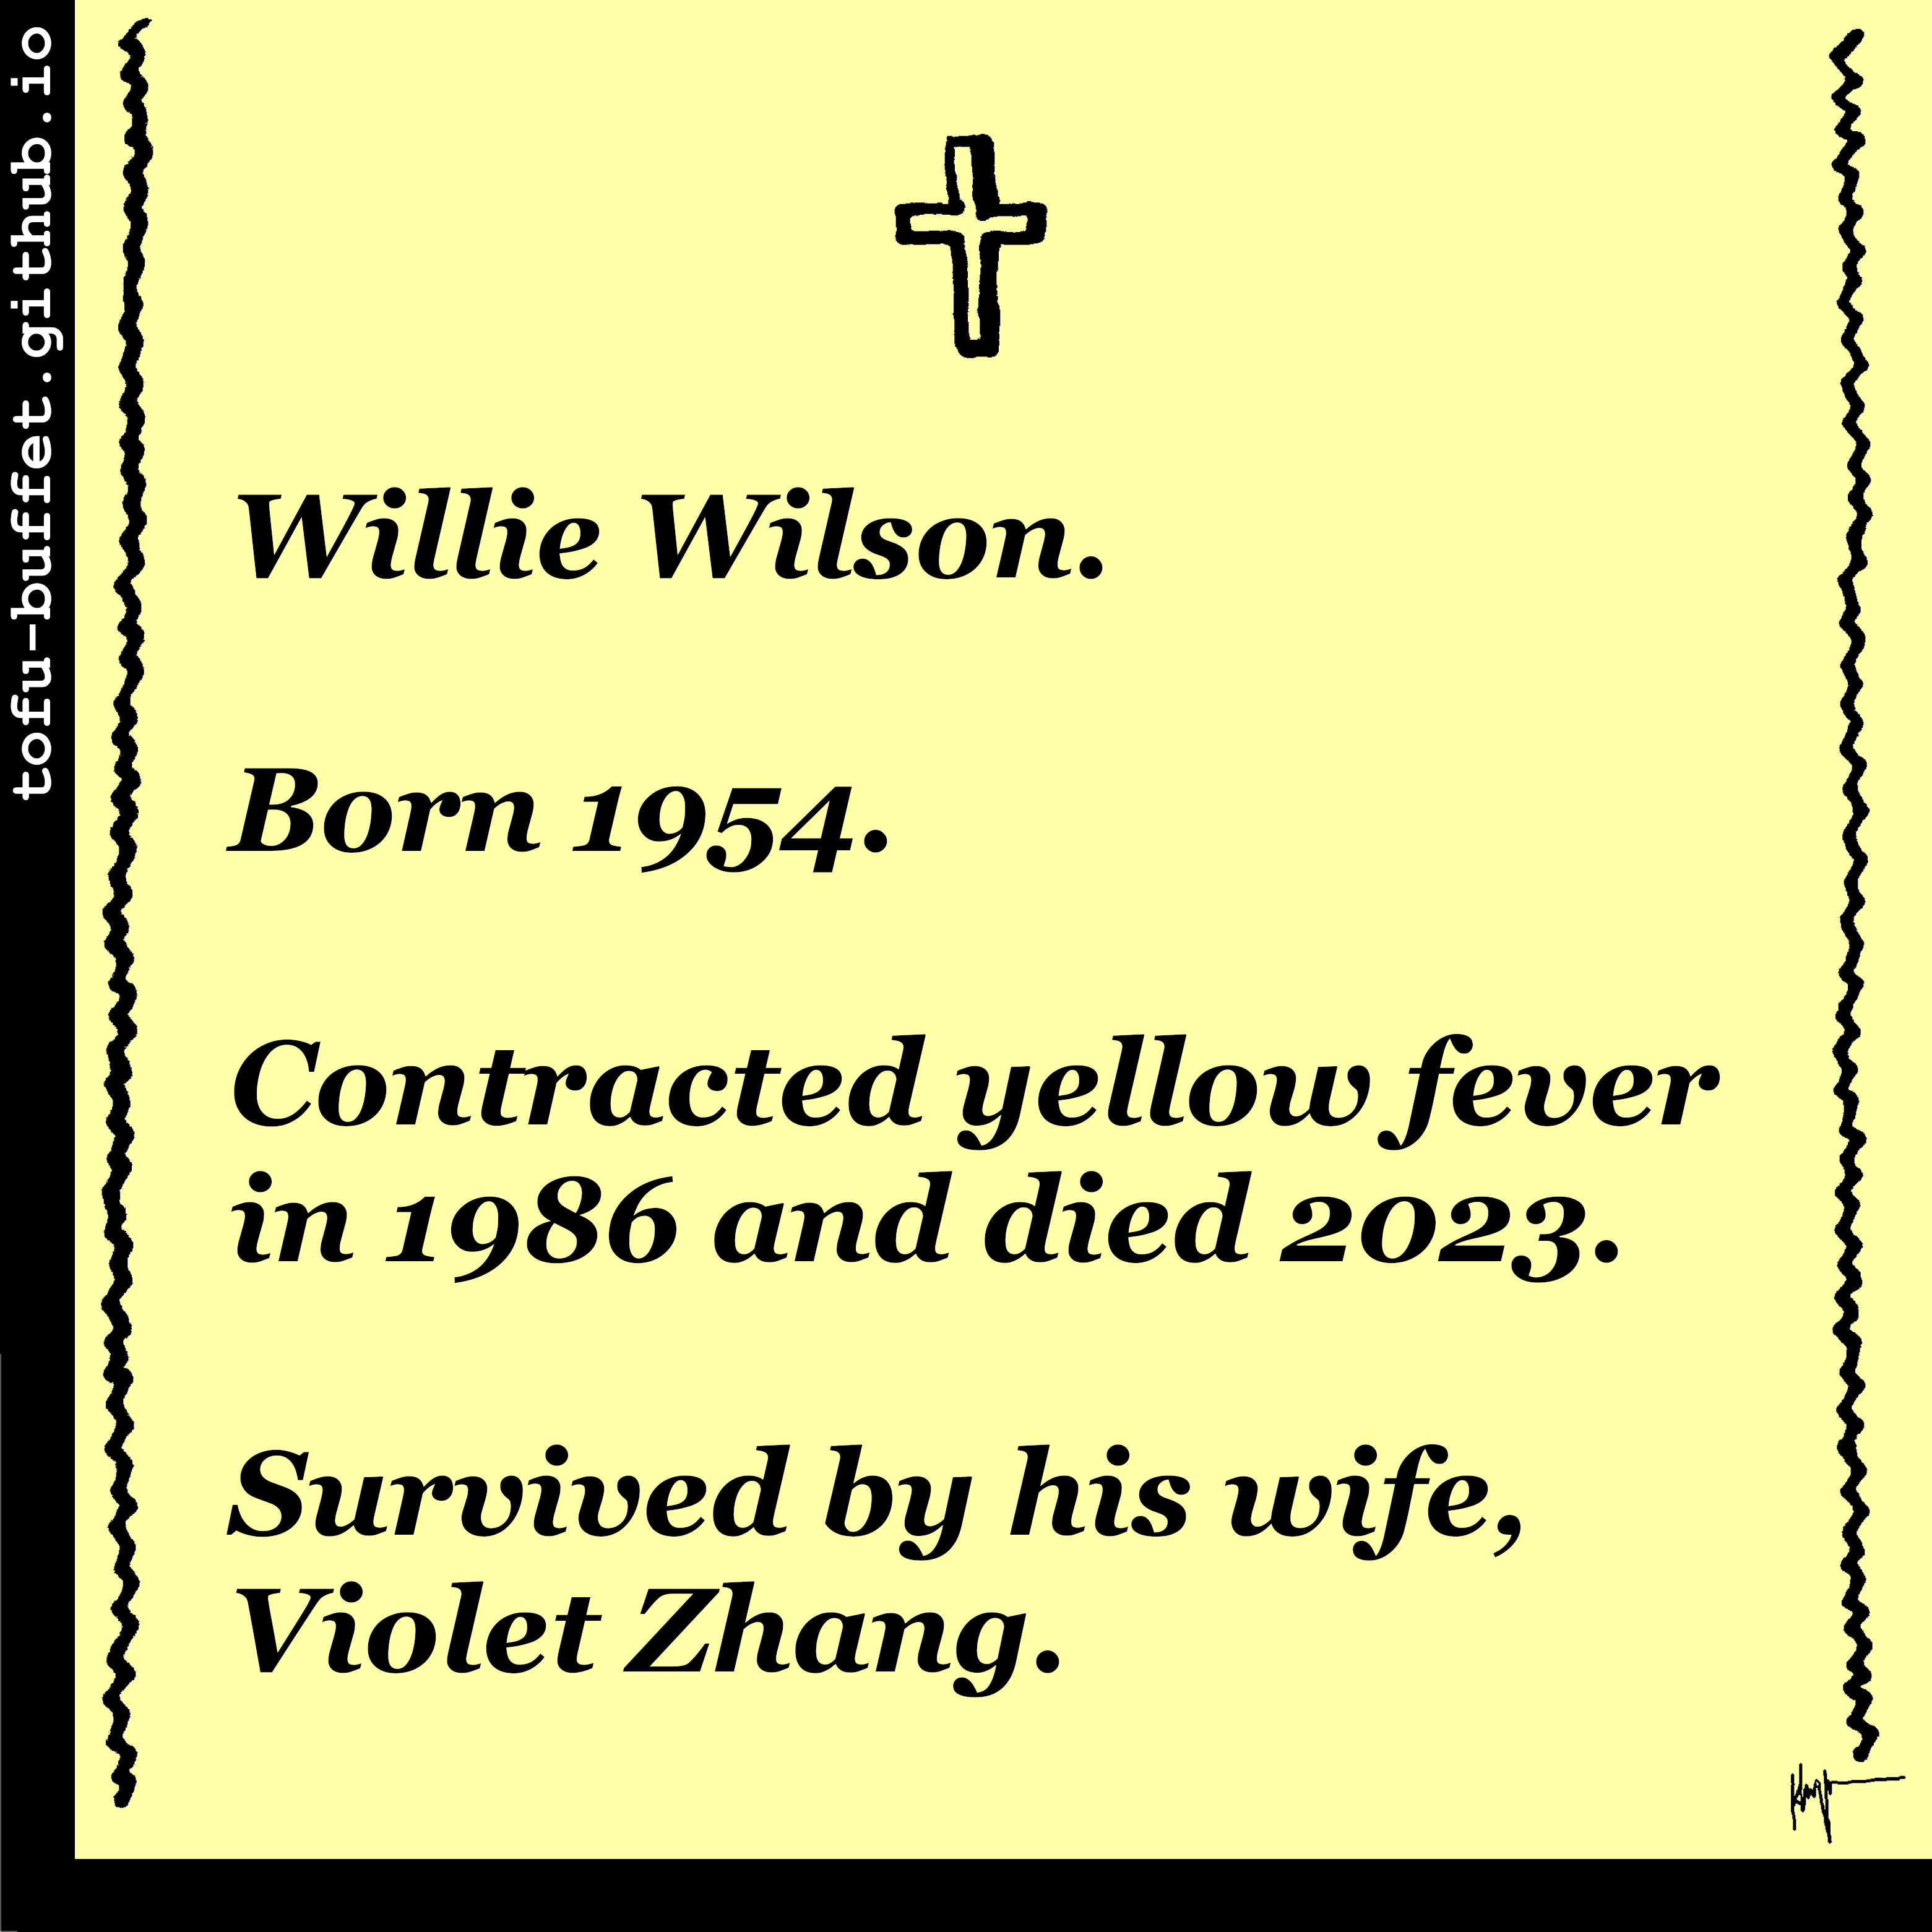 tofu-buffet.github.io
Willie Wilson.
Born 1954.
Contracted yellow fever
in 1986 and died 2023.
Survived by his wife,
Violet Zhang.